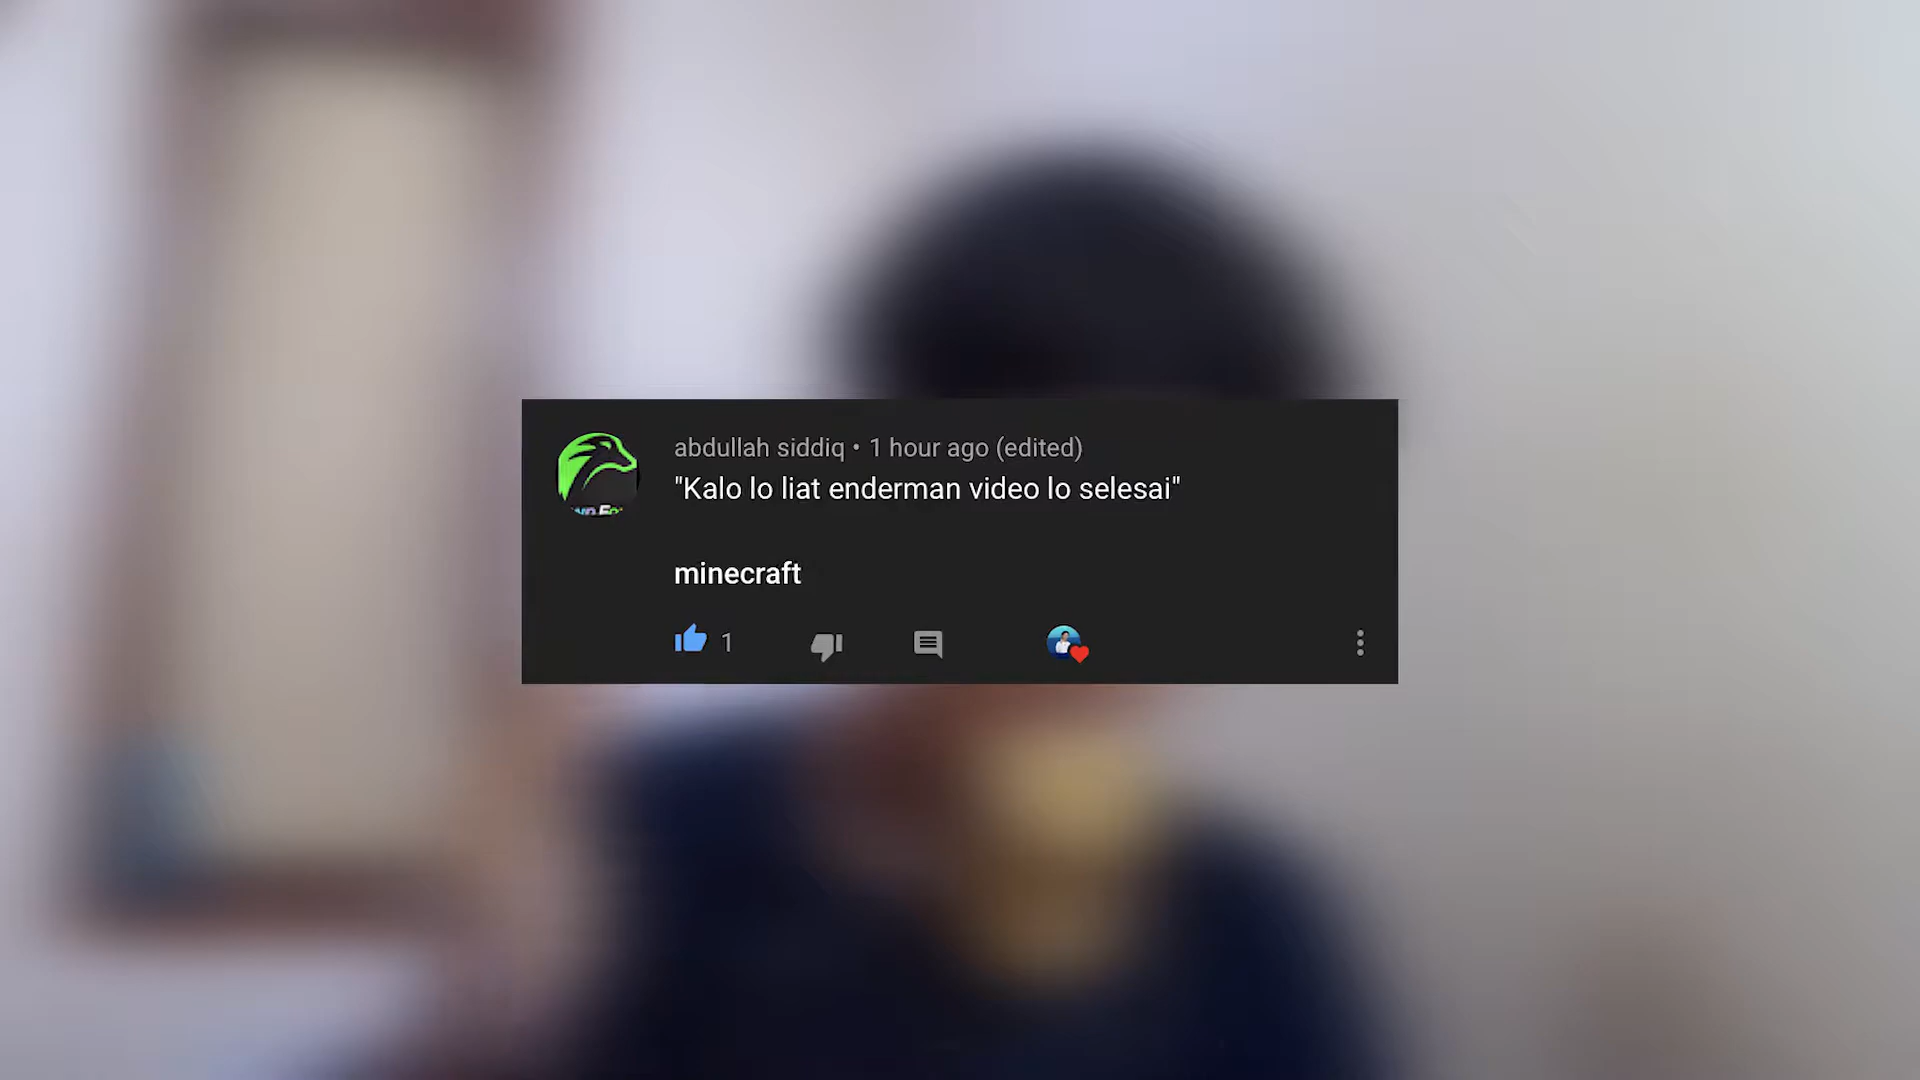 abdullah siddiq • 1 hour ago (edited)
"Kalo lo liat enderman video lo selesai"
minecraft
1